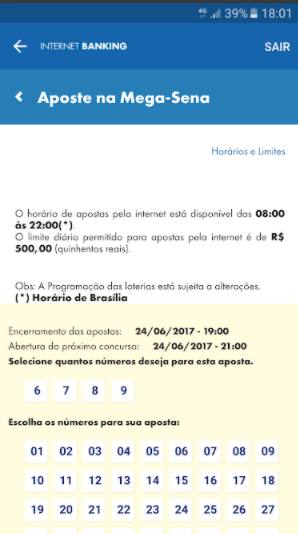 4G 39% 18:01
INTERNET BANKING SAIR
Aposte na Mega-Sena
Horários e Limites
O horário de apostas pela internet está disponível das 08:00
às 22:00(*).
O limite diário permitido para apostas pela internet é de R$
500,00 (quinhentos reais).
Obs: A Programação das loterias está sujeita a alterações.
(*) Horário de Brasília
Encerramento das apostas: 24/06/2017 - 19:00
Abertura do próximo concurso: 24/06/2017 - 21:00
Selecione quantos números deseja para esta aposta.
6 7 8 9
Escolha os números para sua aposta:
01 02 03 04 05 06 07 08 09
10 11 12 13 14 15 16 17 18
19 20 21 22 23 24 25 26 27